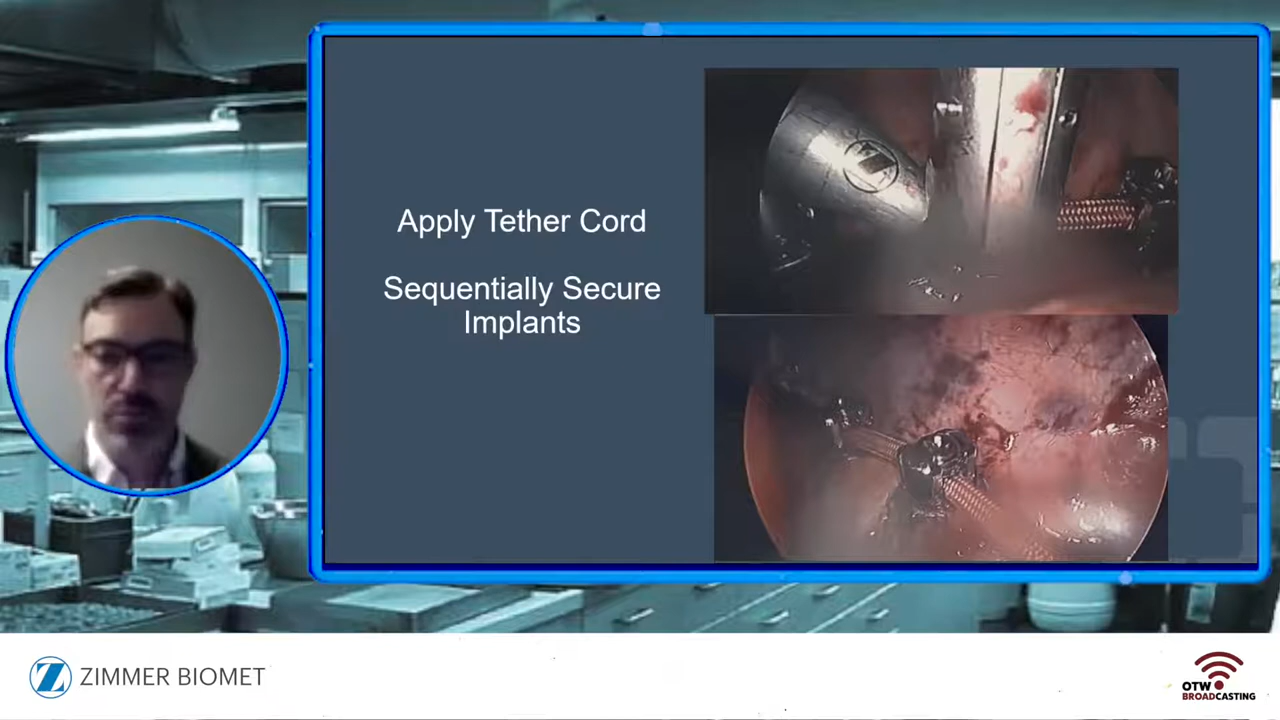 Apply Tether Cord
Sequentially Secure
Implants
ZIMMER BIOMET
OTW
BROADCASTING